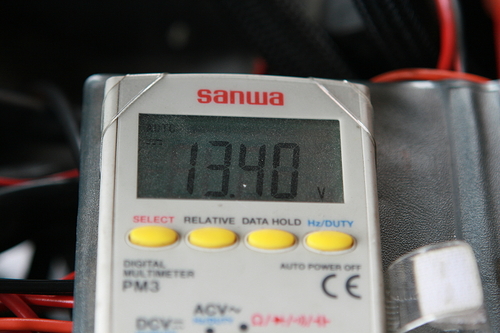 sanwa
AUTO
13.40 V
SELECT RELATIVE DATA HOLD Hz/DUTY
DIGITAL
MULTIMETER
PM3
AUTO POWER OFF
CE
ACV
DCV
Ω